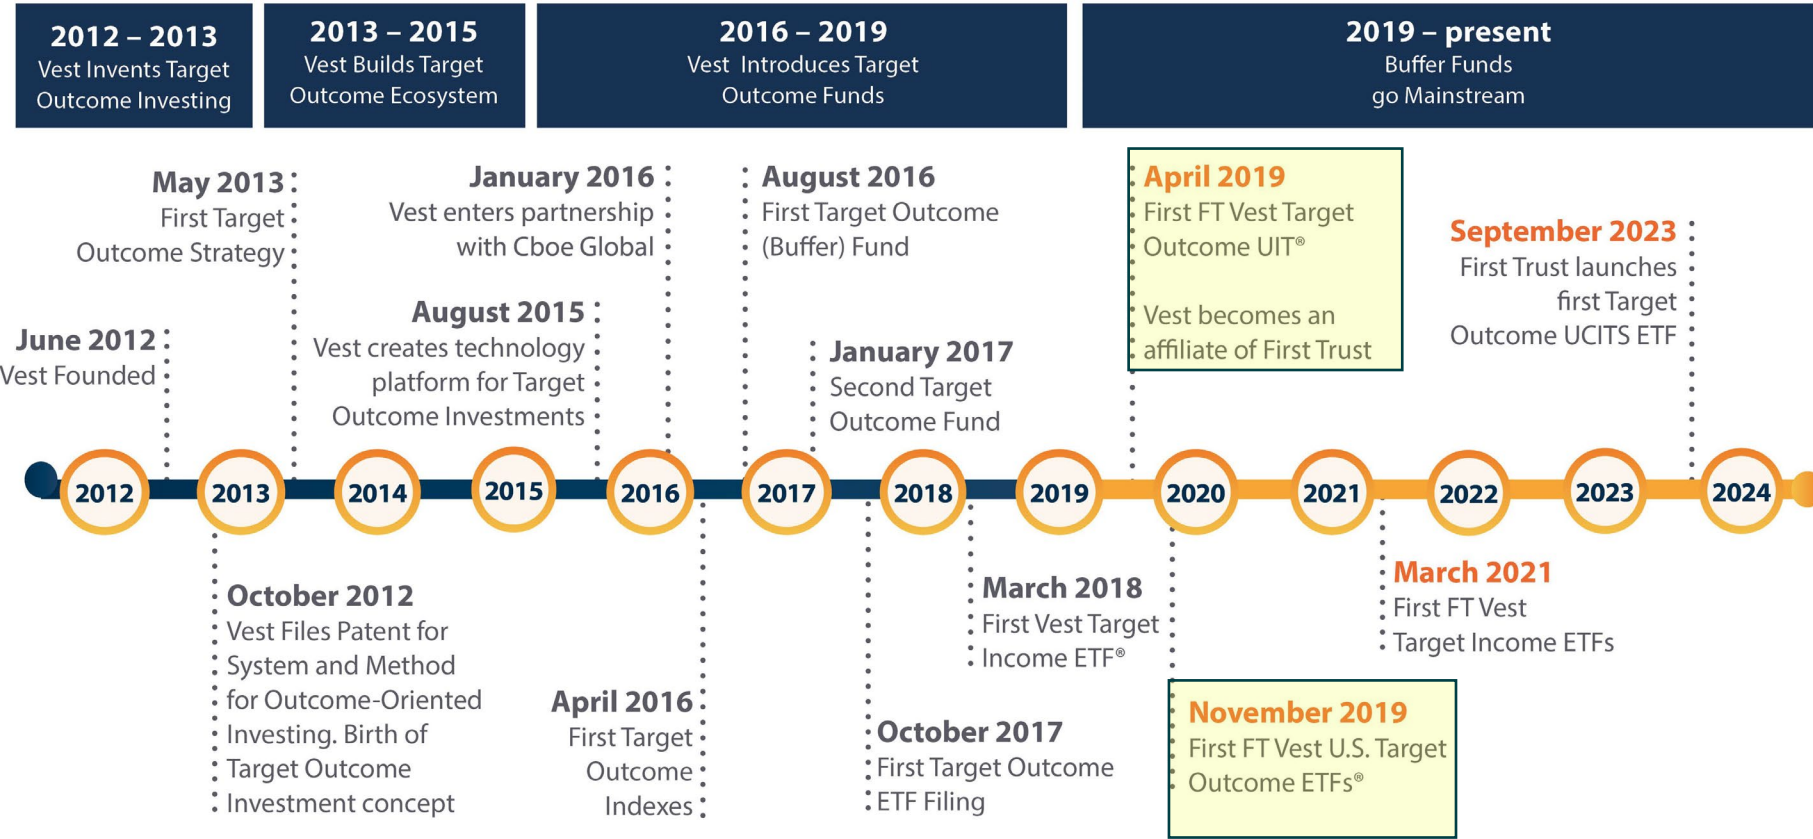 2012 – 2013
Vest Invents Target
Outcome Investing
2013 – 2015
Vest Builds Target
Outcome Ecosystem
2016 – 2019
Vest Introduces Target
Outcome Funds
2019 – present
Buffer Funds
go Mainstream
June 2012
Vest Founded
May 2013
First Target
Outcome Strategy
August 2015
Vest creates technology
platform for Target
Outcome Investments
January 2016
Vest enters partnership
with Cboe Global
August 2016
First Target Outcome
(Buffer) Fund
January 2017
Second Target
Outcome Fund
April 2019
First FT Vest Target
Outcome UIT®
Vest becomes an
affiliate of First Trust
September 2023
First Trust launches
first Target
Outcome UCITS ETF
2012
2013
2014
2015
2016
2017
2018
2019
2020
2021
2022
2023
2024
October 2012
Vest Files Patent for
System and Method
for Outcome-Oriented
Investing. Birth of
Target Outcome
Investment concept
April 2016
First Target
Outcome
Indexes
October 2017
First Target Outcome
ETF Filing
March 2018
First Vest Target
Income ETF®
November 2019
First FT Vest U.S. Target
Outcome ETFs®
March 2021
First FT Vest
Target Income ETFs